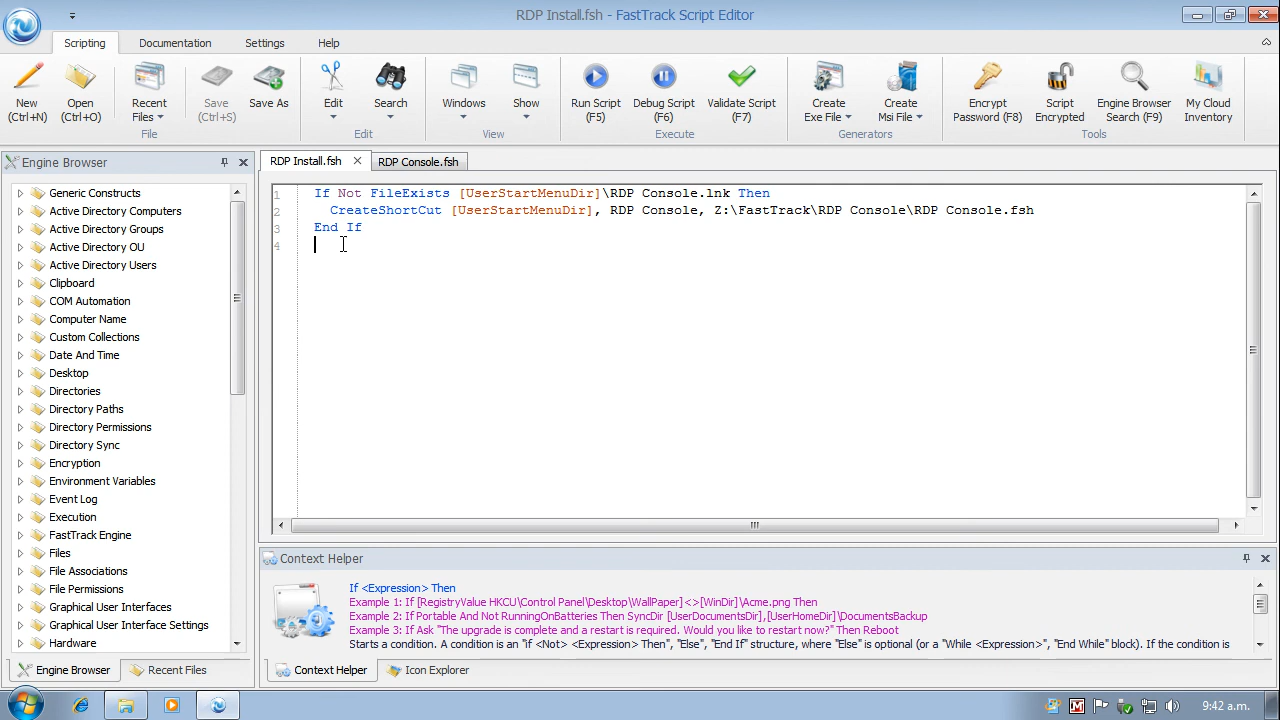 RDP Install.fsh - FastTrack Script Editor
Scripting
Documentation
Settings
Help
New
(Ctrl+N)
Open
(Ctrl+O)
Recent
Files
Save
(Ctrl+S)
Save As
Edit
Search
Windows
Show
Run Script
(F5)
Debug Script
(F6)
Validate Script
(F7)
Create
Exe File
Create
Msi File
Encrypt
Password (F8)
Script
Encrypted
Engine Browser
Search (F9)
My Cloud
Inventory
File
Edit
View
Execute
Generators
Tools
Engine Browser
Generic Constructs
Active Directory Computers
Active Directory Groups
Active Directory OU
Active Directory Users
Clipboard
COM Automation
Computer Name
Custom Collections
Date And Time
Desktop
Directories
Directory Paths
Directory Permissions
Directory Sync
Encryption
Environment Variables
Event Log
Execution
FastTrack Engine
Files
File Associations
File Permissions
Graphical User Interfaces
Graphical User Interface Settings
Hardware
Engine Browser
Recent Files
RDP Install.fsh
RDP Console.fsh
1 If Not FileExists [UserStartMenuDir]\RDP Console.lnk Then
2 CreateShortCut [UserStartMenuDir], RDP Console, Z:\FastTrack\RDP Console\RDP Console.fsh
3 End If
4
Context Helper
If <Expression> Then
Example 1: If [RegistryValue HKCU\Control Panel\Desktop\WallPaper]<>[WinDir]\Acme.png Then
Example 2: If Portable And Not RunningOnBatteries Then SyncDir [UserDocumentsDir],[UserHomeDir]\DocumentsBackup
Example 3: If Ask "The upgrade is complete and a restart is required. Would you like to restart now?" Then Reboot
Starts a condition. A condition is an "if <Not> <Expression> Then", "Else", "End If" structure, where "Else" is optional (or a "While <Expression>", "End While" block). If the condition is
Context Helper
Icon Explorer
9:42 a.m.